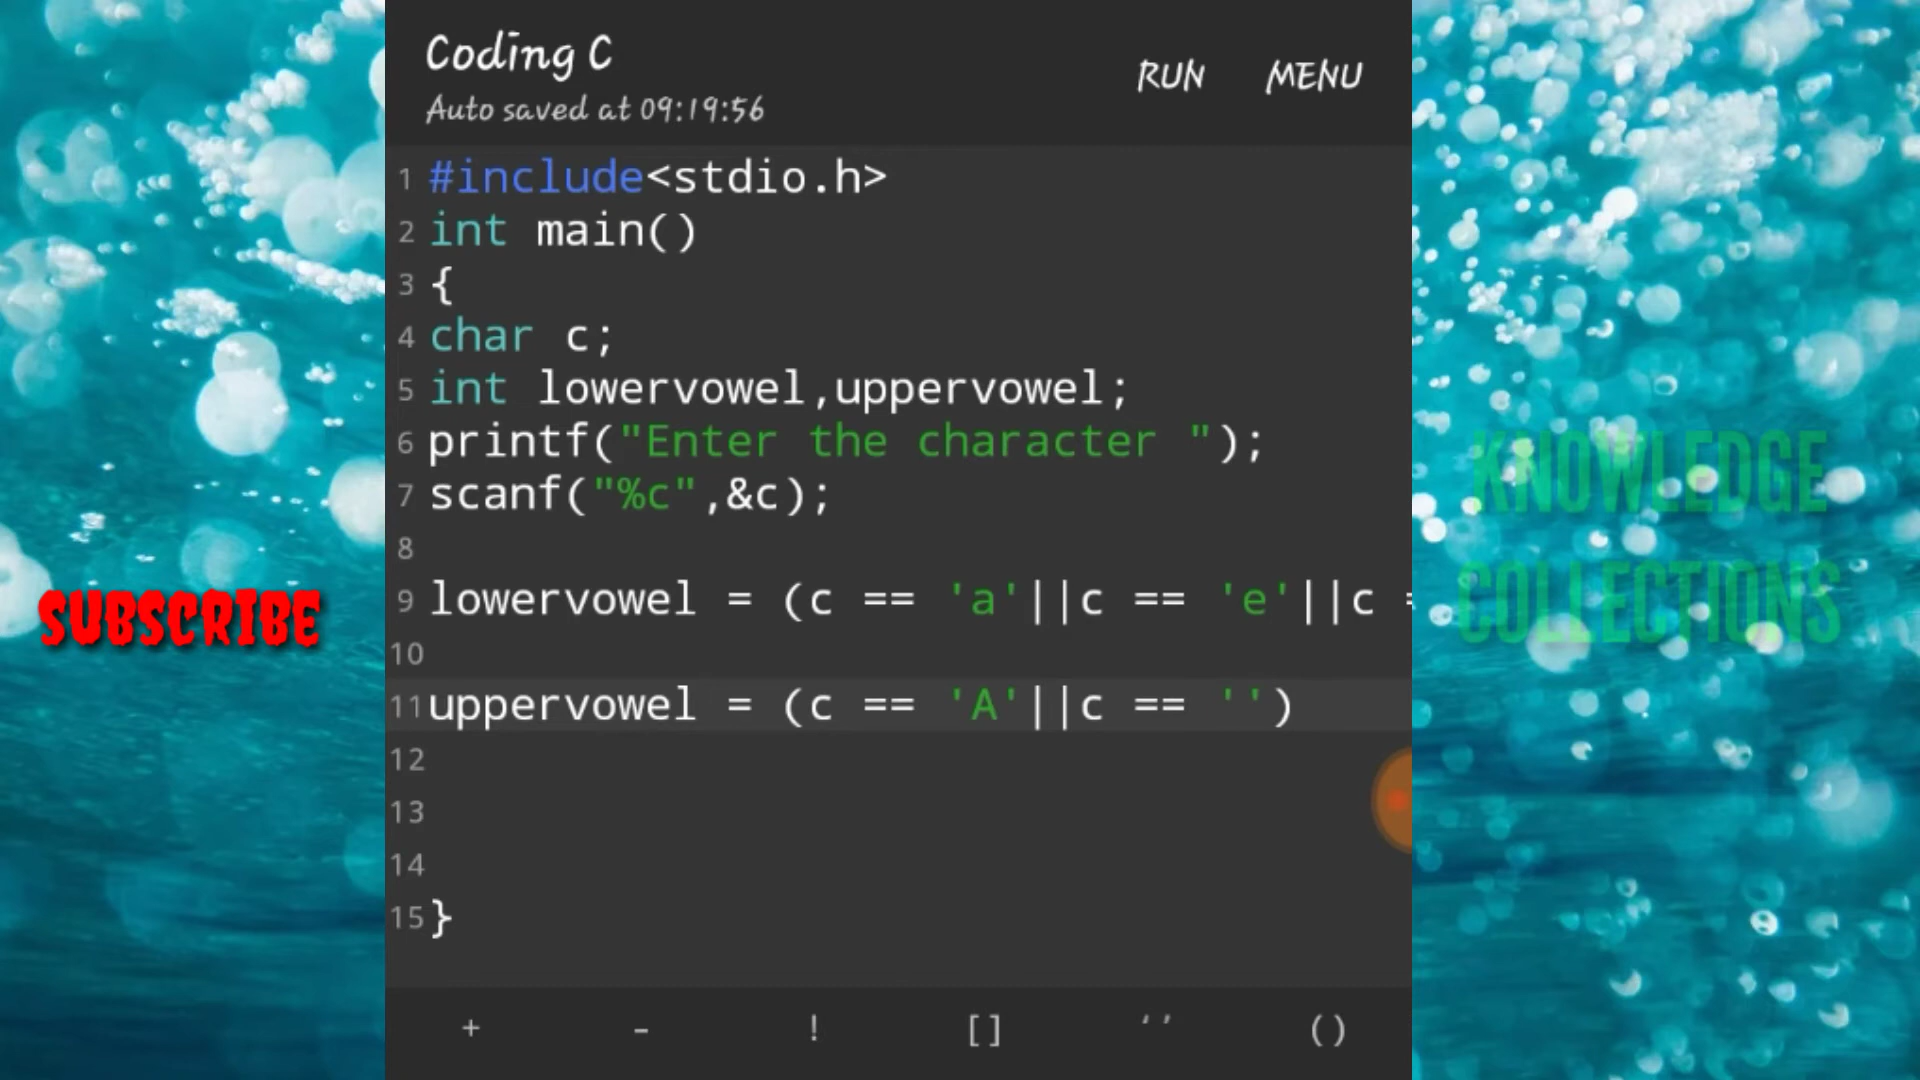 Coding C
Auto saved at 09:19:56
RUN MENU
1 #include<stdio.h>
2 int main()
3 {
4 char c;
5 int lowervowel,uppervowel;
6 printf("Enter the character ");
7 scanf("%c",&c);
8
9 lowervowel = (c == 'a'||c == 'e'||c =
10
11 uppervowel = (c == 'A'||c == '')
12
13
14
15 }
+ - ! [] ‘’ ()
SUBSCRIBE
KNOWLEDGE
COLLECTIONS